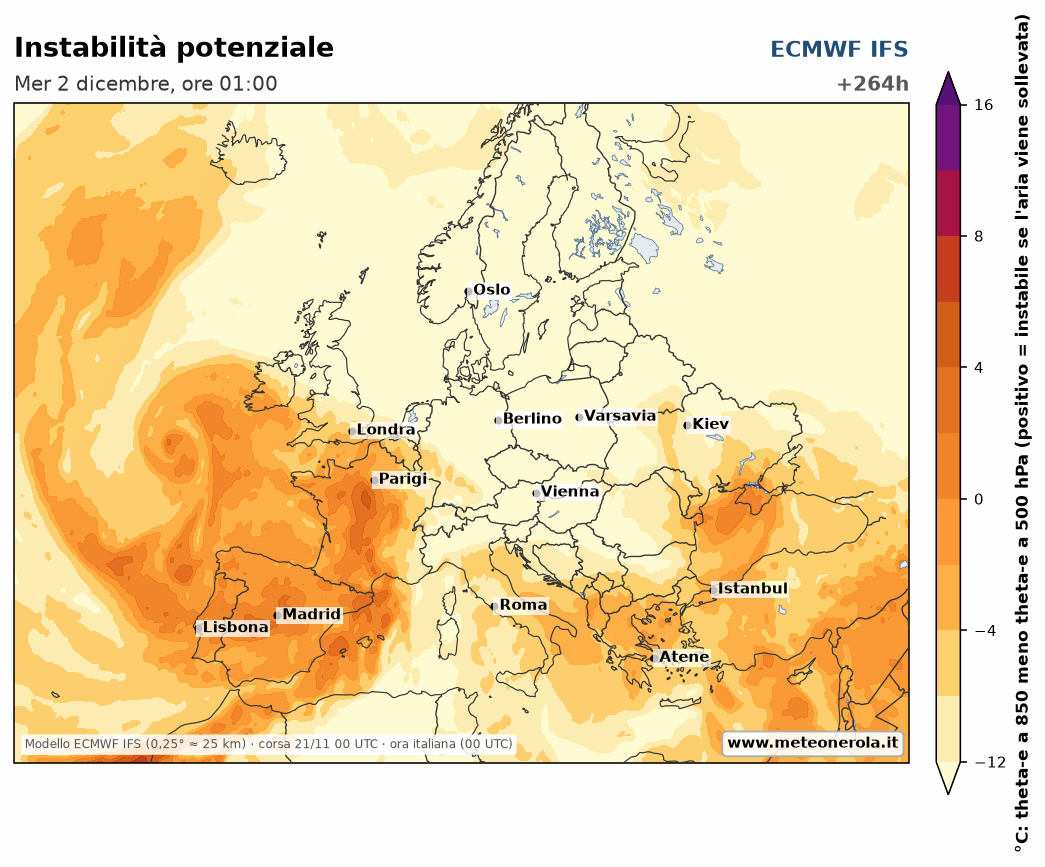 Instabilità potenziale
ECMWF IFS
Mer 2 dicembre, ore 01:00
+264h
Oslo
Berlino
Varsavia
Kiev
Londra
Parigi
Vienna
Istanbul
Roma
Madrid
Lisbona
Atene
Modello ECMWF IFS (0,25° ≈ 25 km) · corsa 21/11 00 UTC · ora italiana (00 UTC)
www.meteonerola.it
16
8
4
0
−4
−12
°C: theta-e a 850 meno theta-e a 500 hPa (positivo = instabile se l'aria viene sollevata)